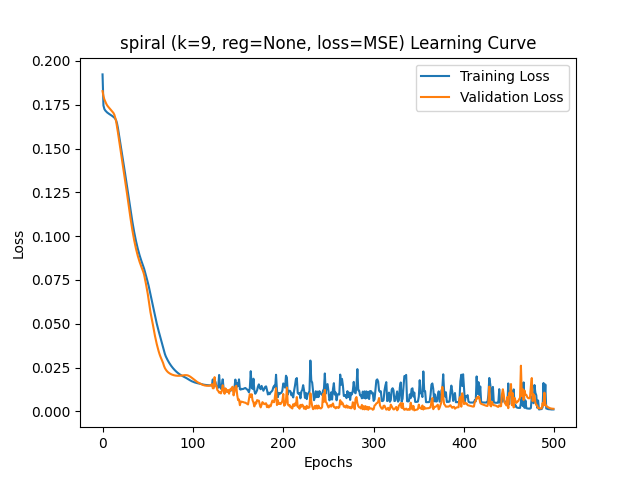 spiral (k=9, reg=None, loss=MSE) Learning Curve
Training Loss
Validation Loss
0.200
0.175
0.150
0.125
0.100
0.075
0.050
0.025
0.000
Loss
0 100 200 300 400 500
Epochs